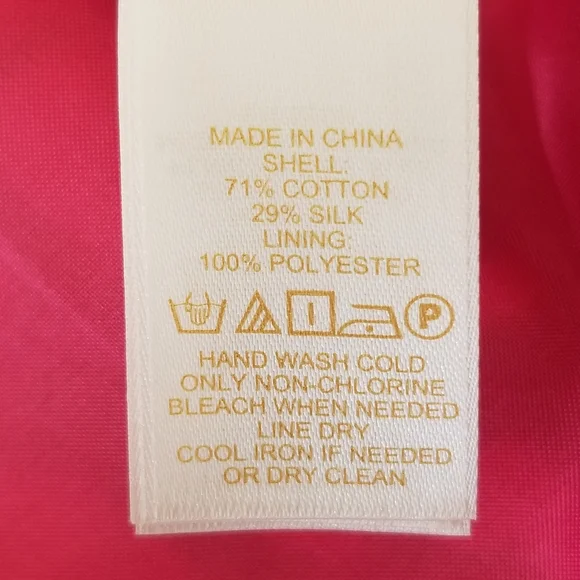 MADE IN CHINA
SHELL:
71% COTTON
29% SILK
LINING:
100% POLYESTER
P
HAND WASH COLD
ONLY NON-CHLORINE
BLEACH WHEN NEEDED
LINE DRY
COOL IRON IF NEEDED
OR DRY CLEAN